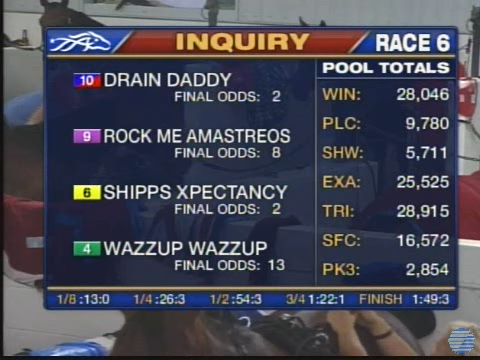 INQUIRY
RACE 6
10 DRAIN DADDY
FINAL ODDS: 2
9 ROCK ME AMASTREOS
FINAL ODDS: 8
6 SHIPPS XPECTANCY
FINAL ODDS: 2
4 WAZZUP WAZZUP
FINAL ODDS: 13
POOL TOTALS
WIN: 28,046
PLC: 9,780
SHW: 5,711
EXA: 25,525
TRI: 28,915
SFC: 16,572
PK3: 2,854
1/8 :13:0 1/4 :26:3 1/2 :54:3 3/4 1:22:1 FINISH 1:49:3